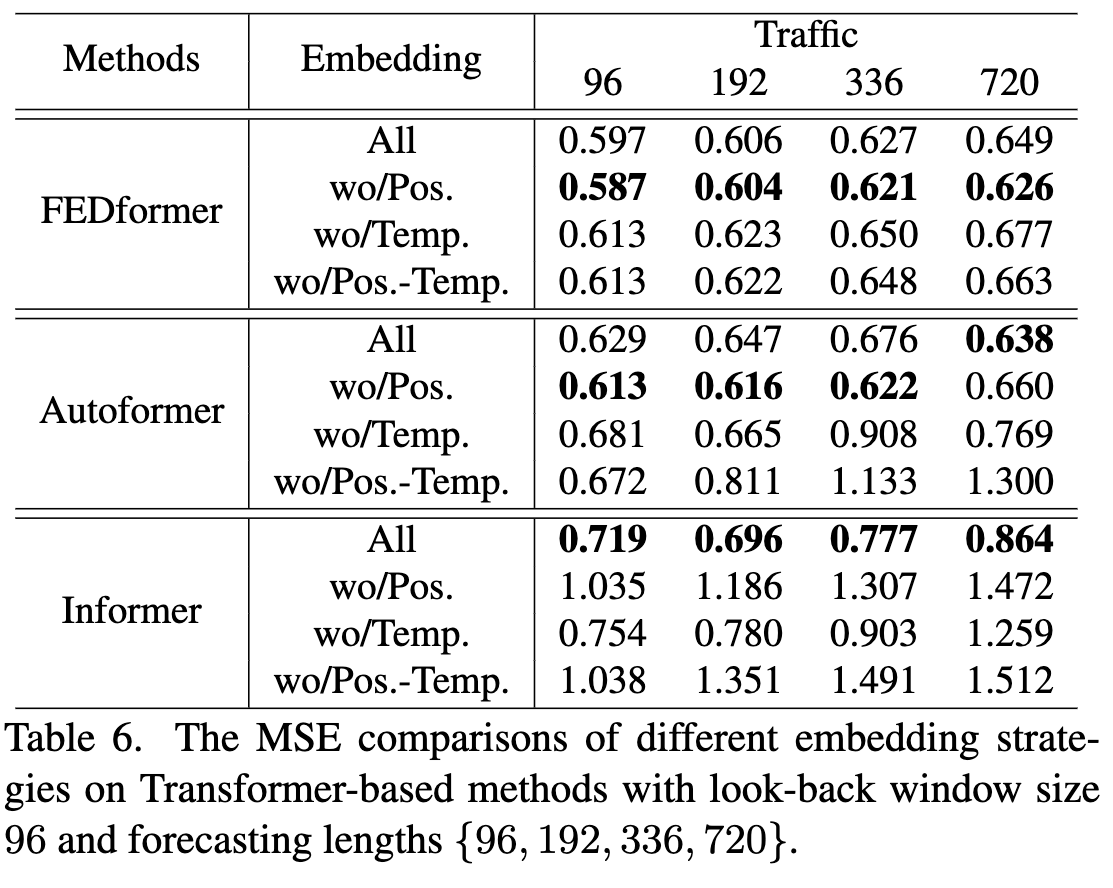 Methods Embedding Traffic
96 192 336 720
FEDformer
All 0.597 0.606 0.627 0.649
wo/Pos. 0.587 0.604 0.621 0.626
wo/Temp. 0.613 0.623 0.650 0.677
wo/Pos.-Temp. 0.613 0.622 0.648 0.663
Autoformer
All 0.629 0.647 0.676 0.638
wo/Pos. 0.613 0.616 0.622 0.660
wo/Temp. 0.681 0.665 0.908 0.769
wo/Pos.-Temp. 0.672 0.811 1.133 1.300
Informer
All 0.719 0.696 0.777 0.864
wo/Pos. 1.035 1.186 1.307 1.472
wo/Temp. 0.754 0.780 0.903 1.259
wo/Pos.-Temp. 1.038 1.351 1.491 1.512
Table 6. The MSE comparisons of different embedding strate-
gies on Transformer-based methods with look-back window size
96 and forecasting lengths {96, 192, 336, 720}.